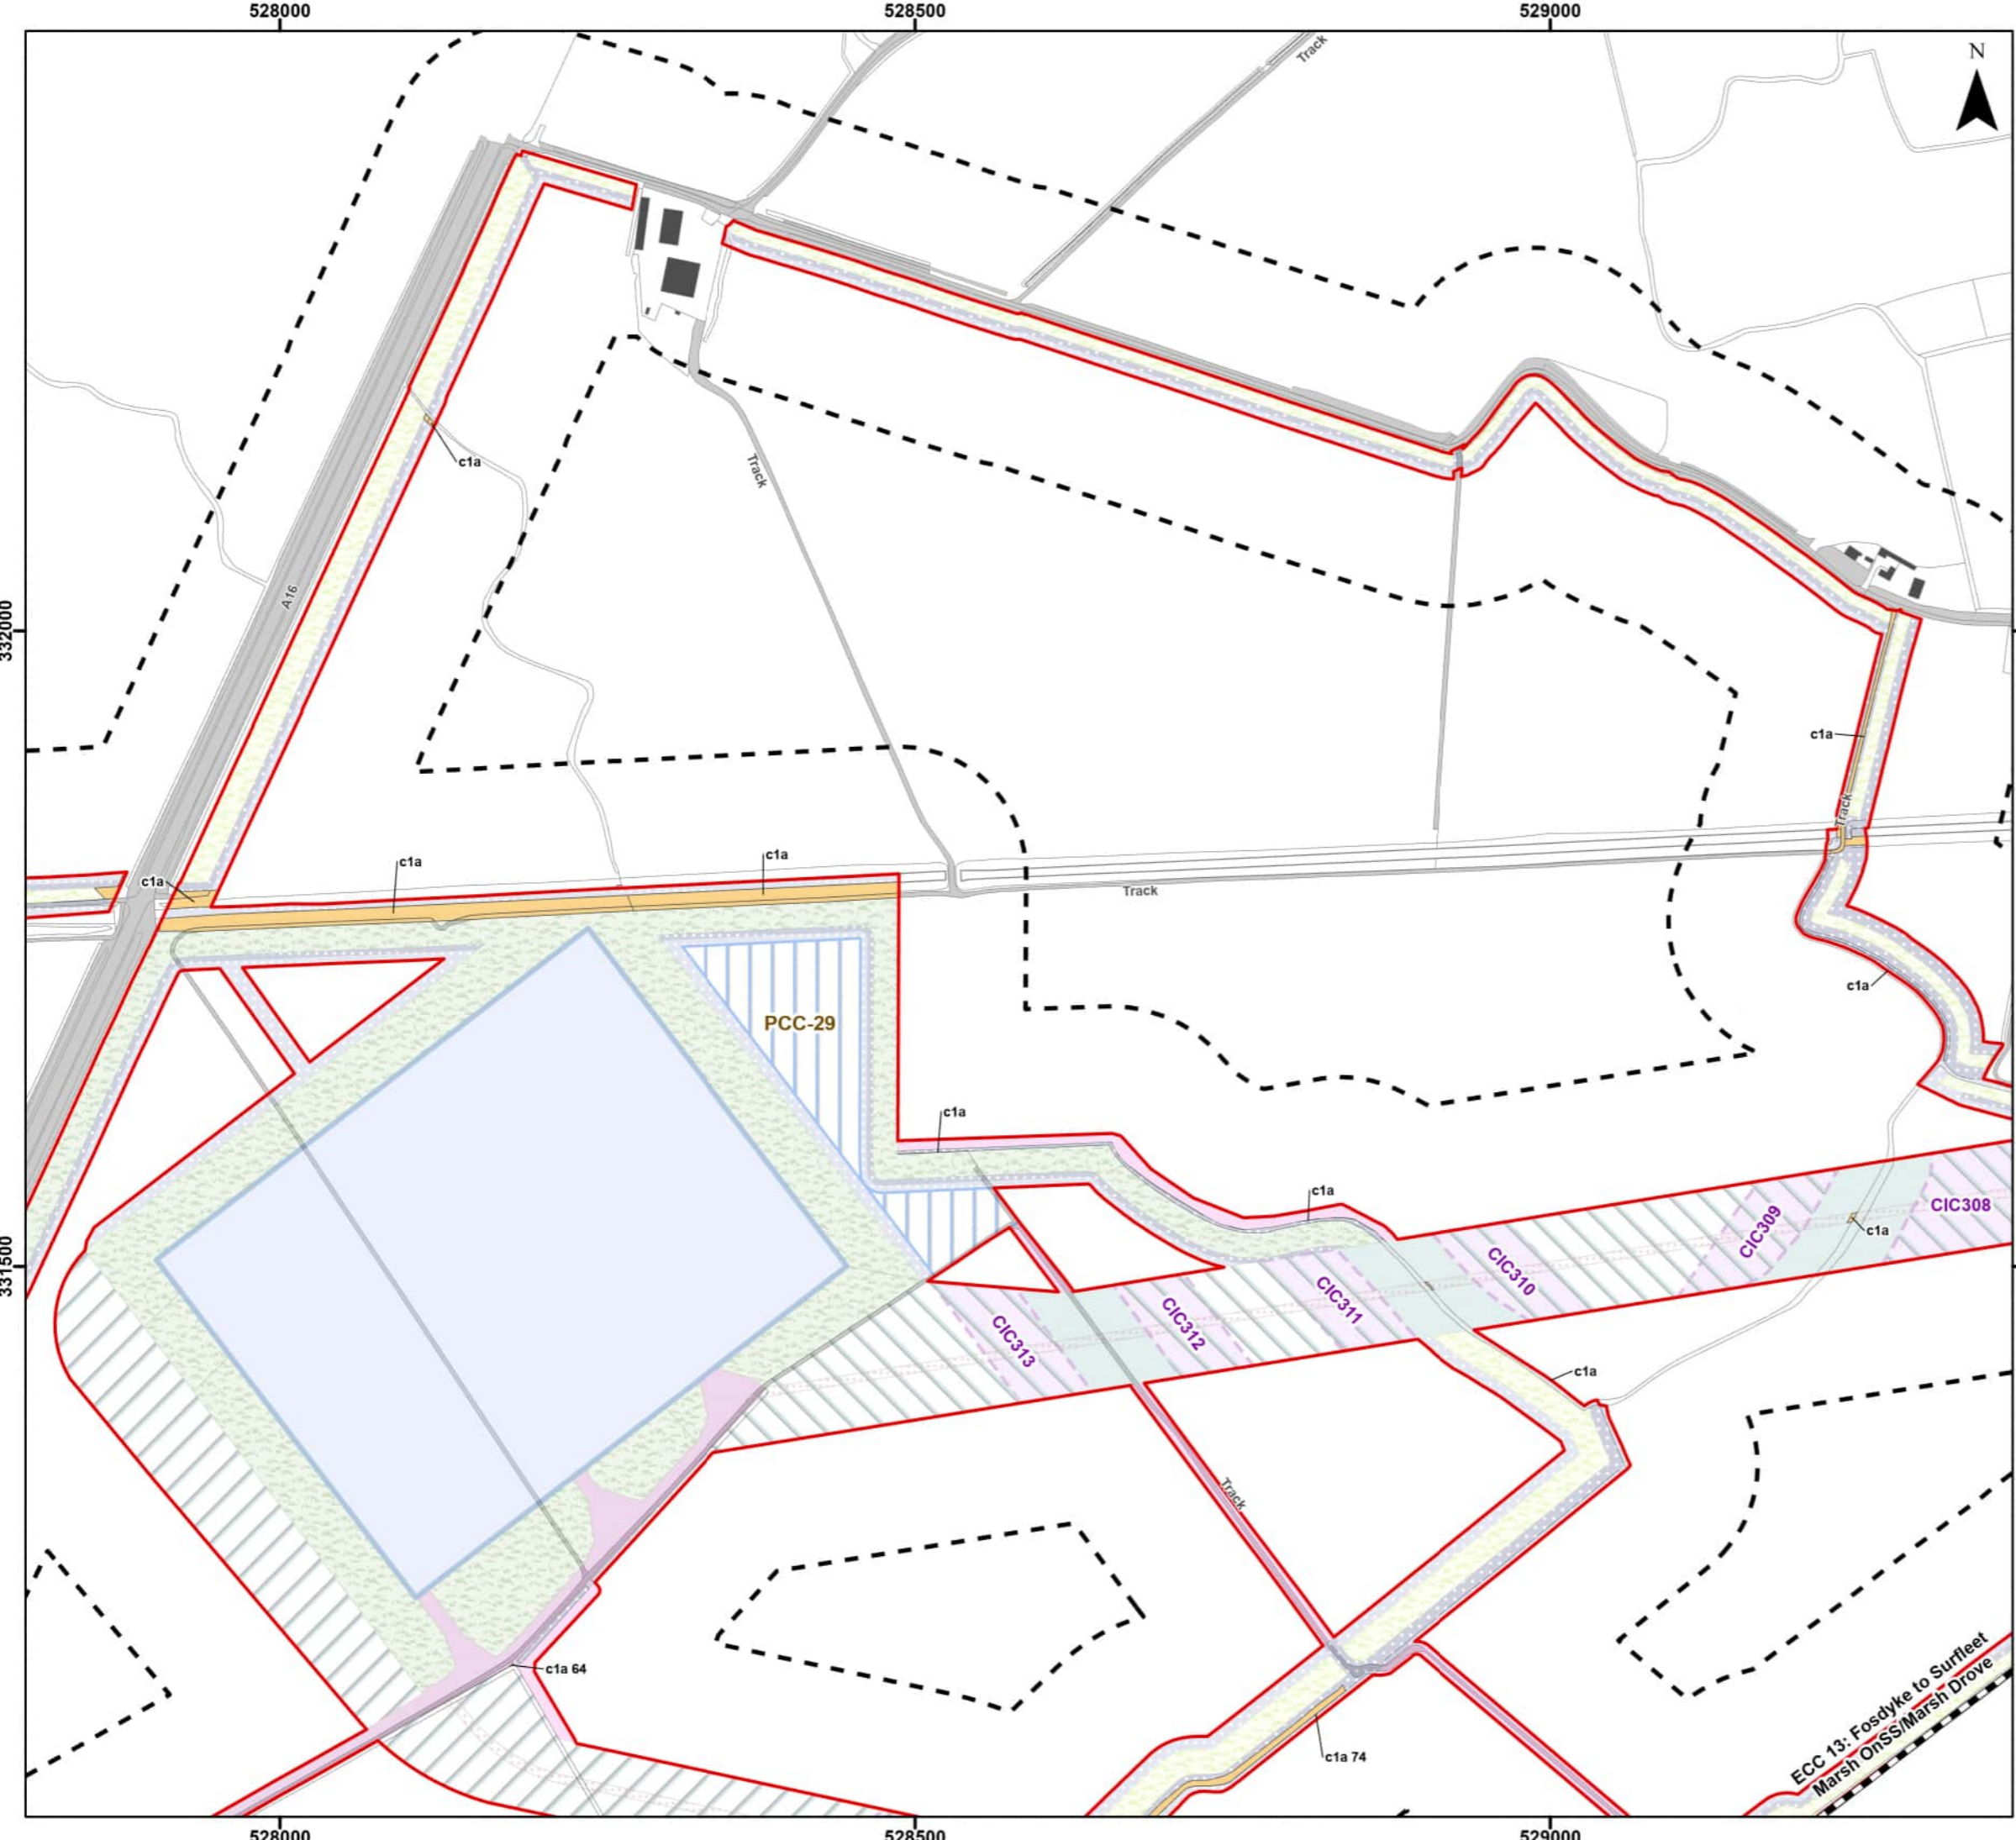 528000
528500
529000
Track
N
c1a
Track
A16
332000
c1a
Track
c1a
c1a
c1a
Track
c1a
PCC-29
c1a
c1a
CIC309
CIC308
c1a
331500
CIC310
CIC311
CIC312
CIC313
c1a
Track
c1a 64
c1a 74
ECC 13: Fosdyke to Surfleet
Marsh OnSS/Marsh Drove
528000
528500
529000